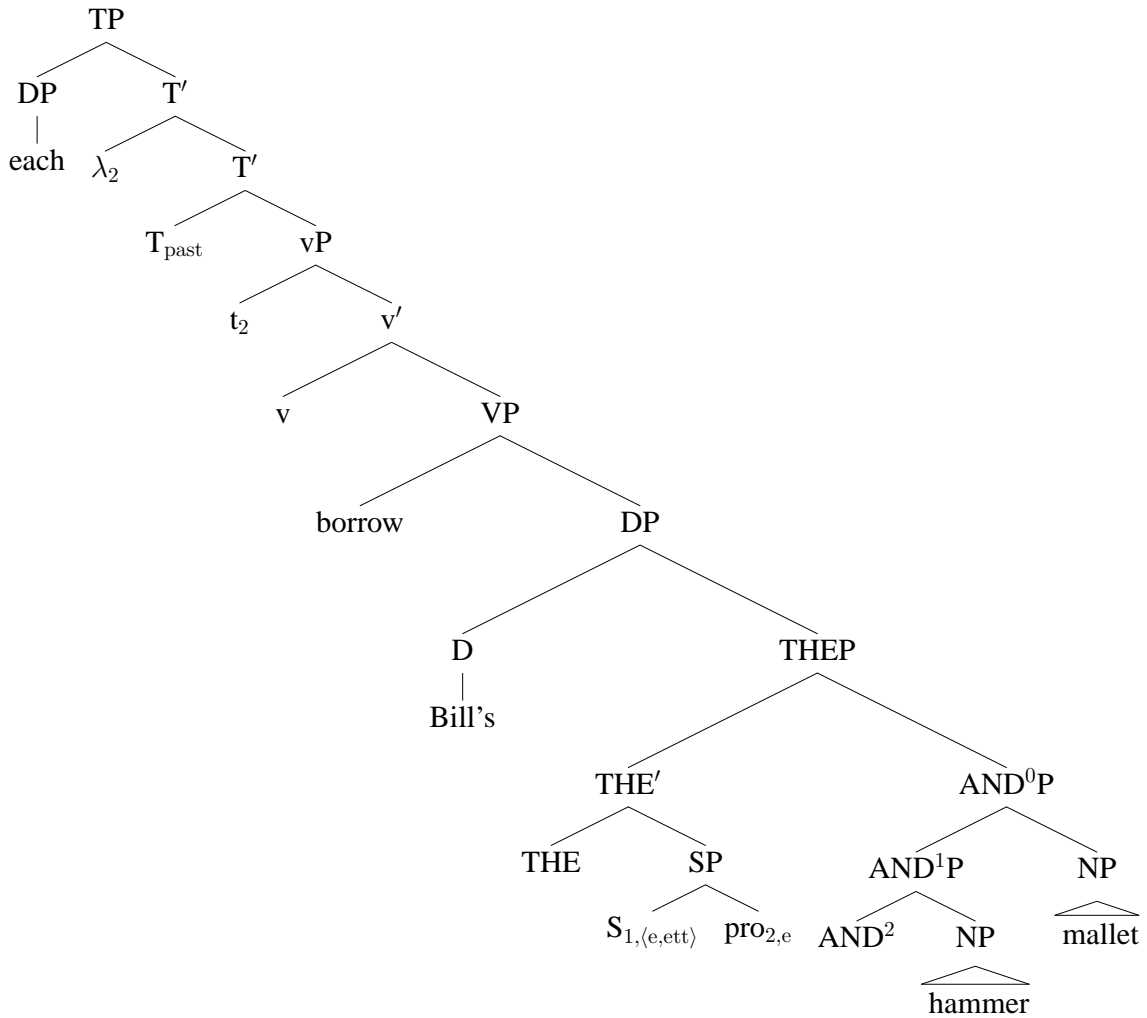 TP
DP T′
each λ₂ T′
T_past vP
t₂ v′
v VP
borrow DP
D THEP
Bill's
THE′ AND⁰P
THE SP AND¹P NP
S₁,⟨e,ett⟩ pro₂,e AND² NP mallet
hammer